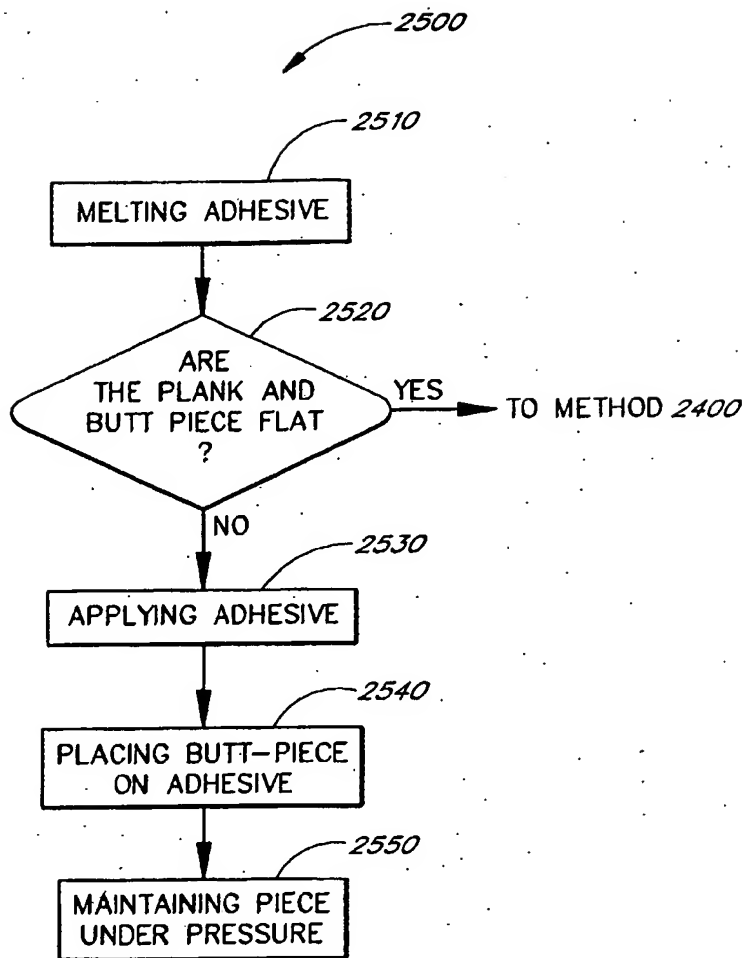 2500
2510
MELTING ADHESIVE
2520
ARE
THE PLANK AND
BUTT PIECE FLAT
?
YES
TO METHOD 2400
NO
2530
APPLYING ADHESIVE
2540
PLACING BUTT-PIECE
ON ADHESIVE
2550
MAINTAINING PIECE
UNDER PRESSURE